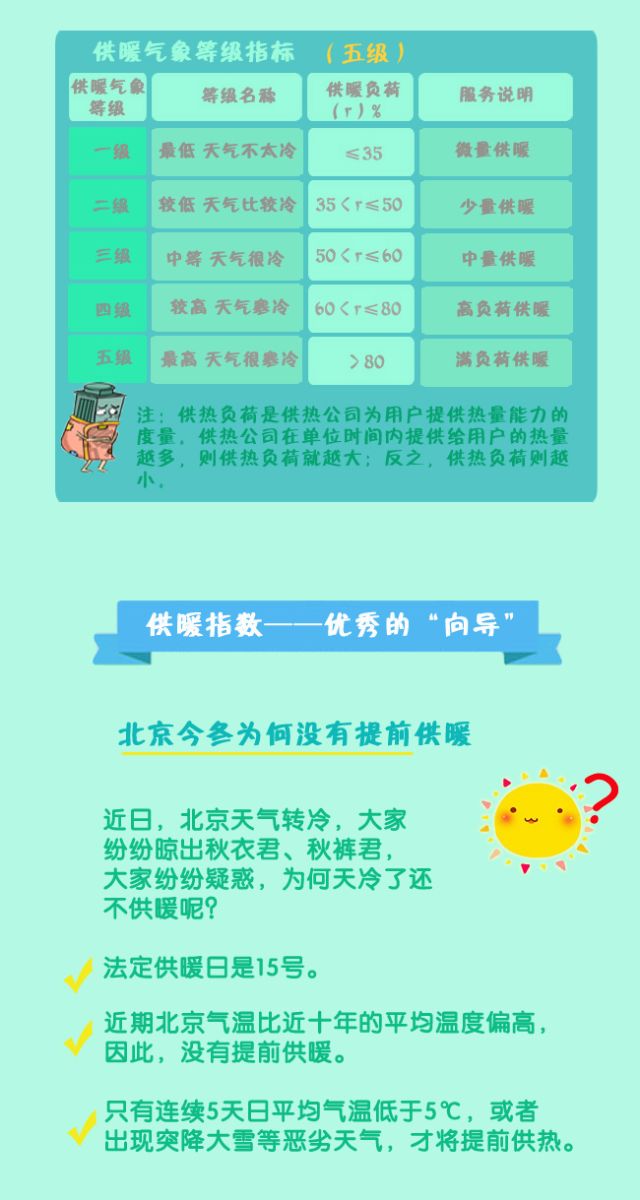 供暖气象等级指标 （五级）
供暖气象等级 等级名称 供暖负荷（r）% 服务说明
一级 最低 天气不太冷 ≤35 微量供暖
二级 较低 天气比较冷 35＜r≤50 少量供暖
三级 中等 天气很冷 50＜r≤60 中量供暖
四级 较高 天气寒冷 60＜r≤80 高负荷供暖
五级 最高 天气很寒冷 ＞80 满负荷供暖
注：供热负荷是供热公司为用户提供热量能力的
度量，供热公司在单位时间内提供给用户的热量
越多，则供热负荷就越大；反之，供热负荷则越
小。
供暖指数——优秀的“向导”
北京今冬为何没有提前供暖
近日，北京天气转冷，大家
纷纷晾出秋衣君、秋裤君，
大家纷纷疑惑，为何天冷了还
不供暖呢？
法定供暖日是15号。
近期北京气温比近十年的平均温度偏高，
因此，没有提前供暖。
只有连续5天日平均气温低于5℃，或者
出现突降大雪等恶劣天气，才将提前供热。